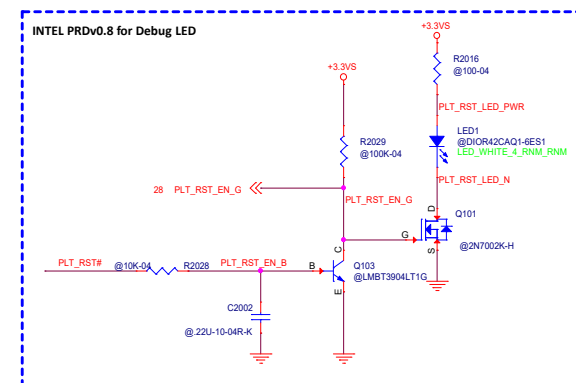 INTEL PRDv0.8 for Debug LED
+3.3VS
R2016
@100-04
+3.3VS
PLT_RST_LED_PWR
LED1
@DIOR42CAQ1-6ES1
LED_WHITE_4_RNM_RNM
R2029
@100K-04
PLT_RST_LED_N
28 PLT_RST_EN_G
PLT_RST_EN_G
D
Q101
G
S
@2N7002K-H
PLT_RST#
@10K-04
R2028
PLT_RST_EN_B
B
C
E
Q103
@LMBT3904LT1G
C2002
@.22U-10-04R-K